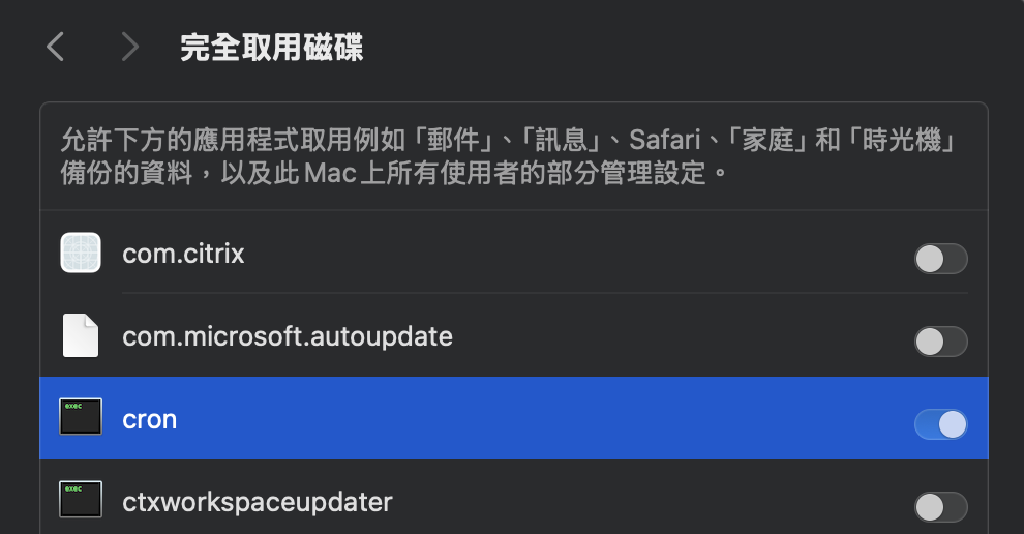 完全取用磁碟
允許下方的應用程式取用例如「郵件」、「訊息」、Safari、「家庭」和「時光機」
備份的資料，以及此 Mac 上所有使用者的部分管理設定。
com.citrix
com.microsoft.autoupdate
exec
cron
exec
ctxworkspaceupdater